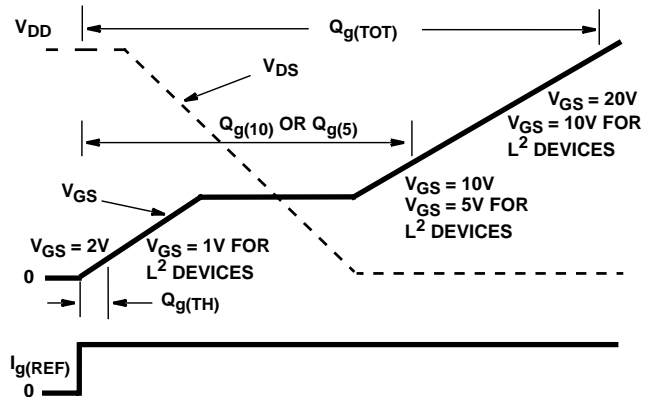 V_DD
Q_g(TOT)
V_DS
V_GS = 20V
V_GS = 10V FOR
L² DEVICES
Q_g(10) OR Q_g(5)
V_GS
V_GS = 10V
V_GS = 5V FOR
L² DEVICES
V_GS = 2V
V_GS = 1V FOR
L² DEVICES
0
Q_g(TH)
I_g(REF)
0